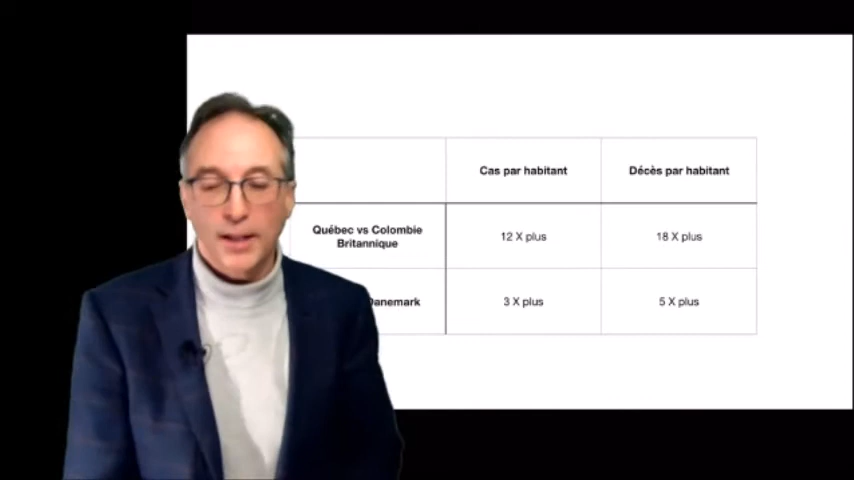 Cas par habitant
Décès par habitant
Québec vs Colombie
Britannique
12 X plus
18 X plus
Danemark
3 X plus
5 X plus